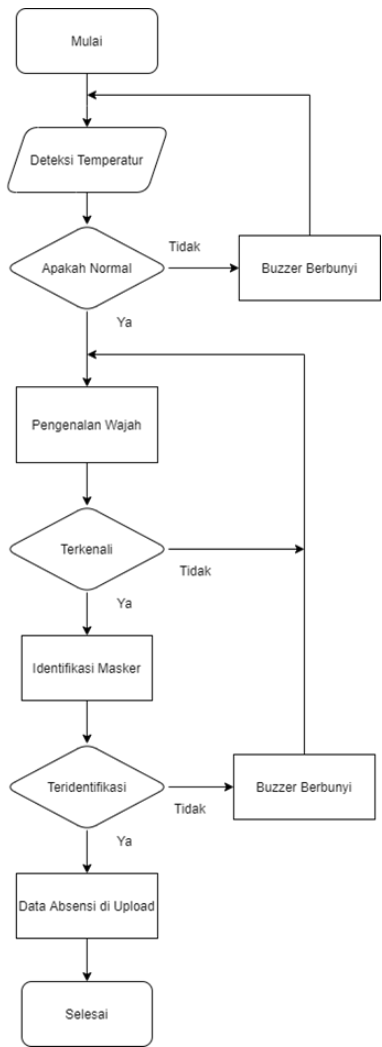 Mulai
Deteksi Temperatur
Apakah Normal
Tidak
Buzzer Berbunyi
Ya
Pengenalan Wajah
Terkenali
Tidak
Ya
Identifikasi Masker
Teridentifikasi
Tidak
Buzzer Berbunyi
Ya
Data Absensi di Upload
Selesai